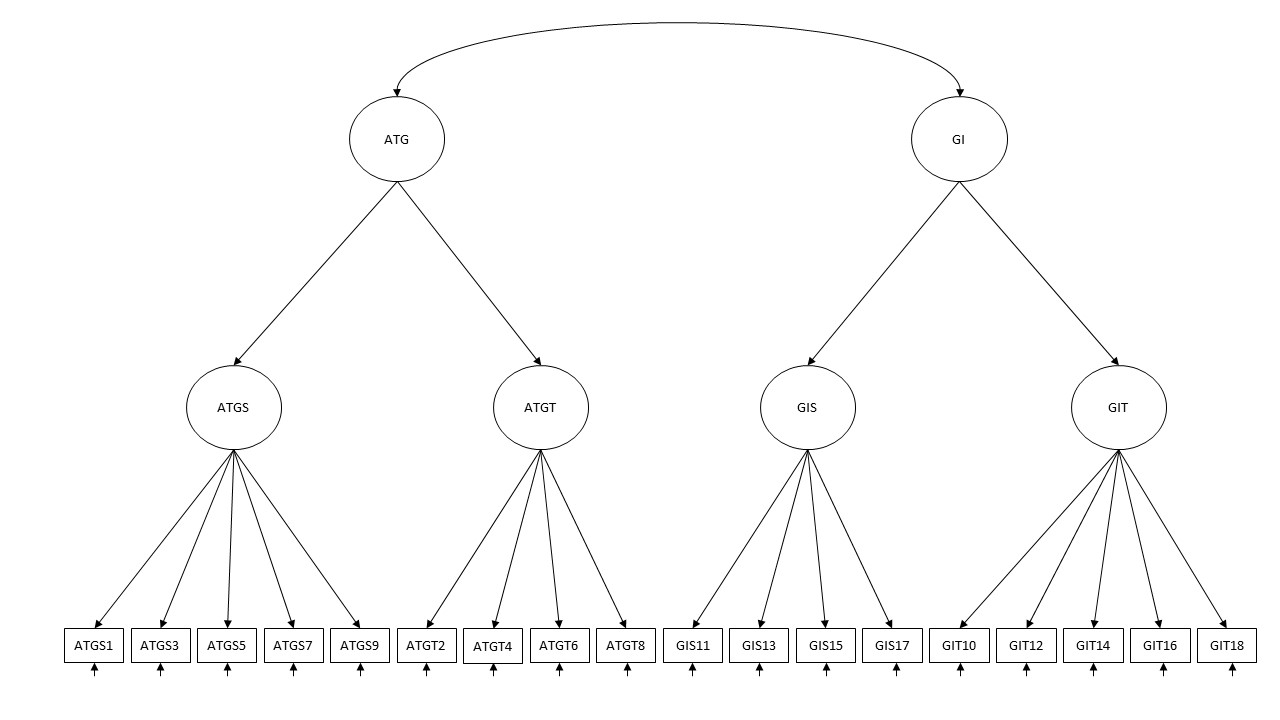 ATG
GI
ATGS
ATGT
GIS
GIT
ATGS1
ATGS3
ATGS5
ATGS7
ATGS9
ATGT2
ATGT4
ATGT6
ATGT8
GIS11
GIS13
GIS15
GIS17
GIT10
GIT12
GIT14
GIT16
GIT18